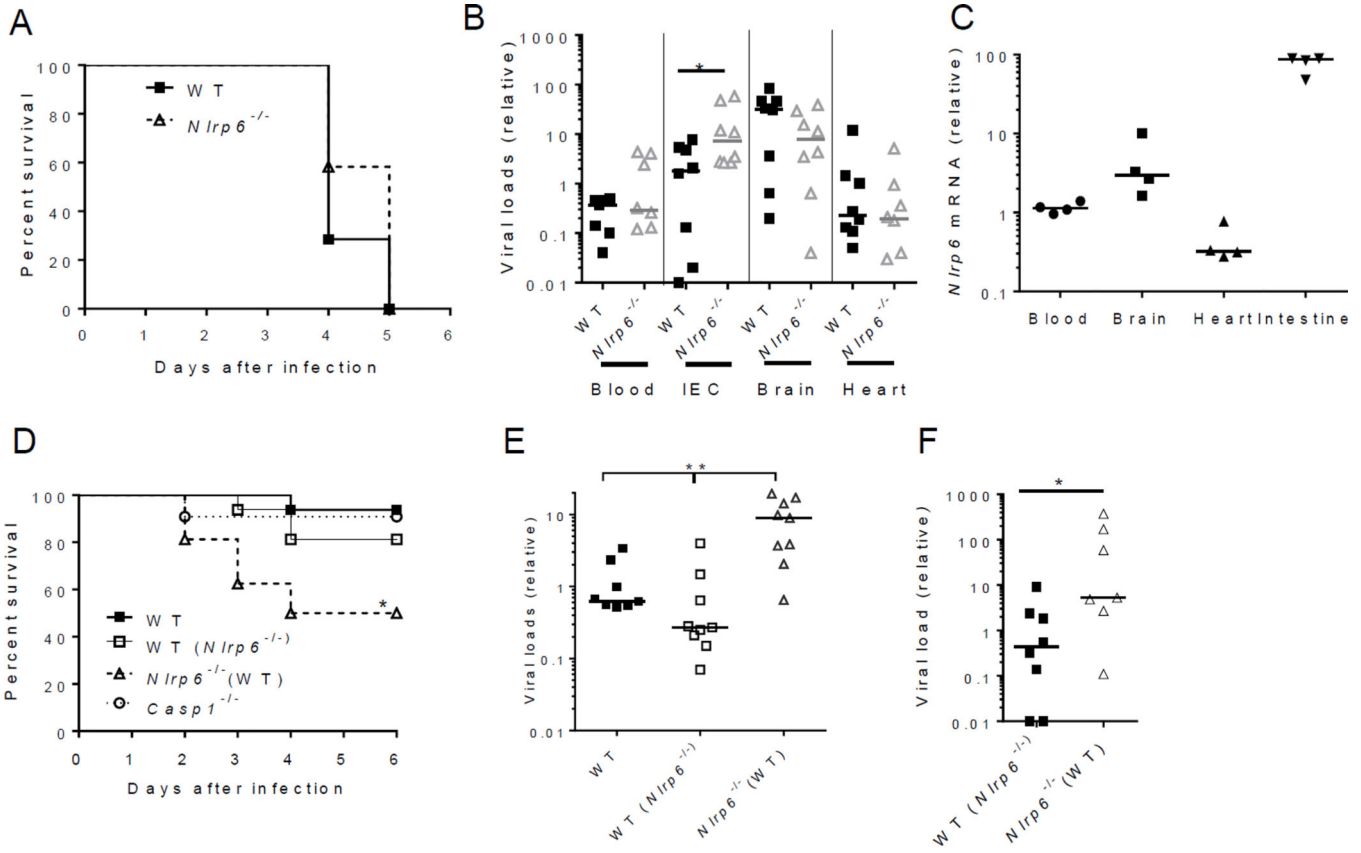 A
Percent survival
100
80
60
40
20
0
WT
Nlrp6-/-
0 1 2 3 4 5 6
Days after infection
B
Viral loads (relative)
1000
100
10
1
0.1
0.01
*
WT Nlrp6-/- WT Nlrp6-/- WT Nlrp6-/- WT Nlrp6-/-
Blood IEC Brain Heart
C
Nlrp6 mRNA (relative)
100
10
1
0.1
Blood Brain Heart Intestine
D
Percent survival
100
80
60
40
20
0
*
WT
WT (Nlrp6-/-)
Nlrp6-/- (WT)
Casp1-/-
0 2 3 4 6
Days after infection
E
Viral loads (relative)
10
1
0.1
0.01
**
WT
WT (Nlrp6-/-)
Nlrp6-/- (WT)
F
Viral load (relative)
1000
100
10
1
0.1
0.01
*
WT (Nlrp6-/-)
Nlrp6-/- (WT)